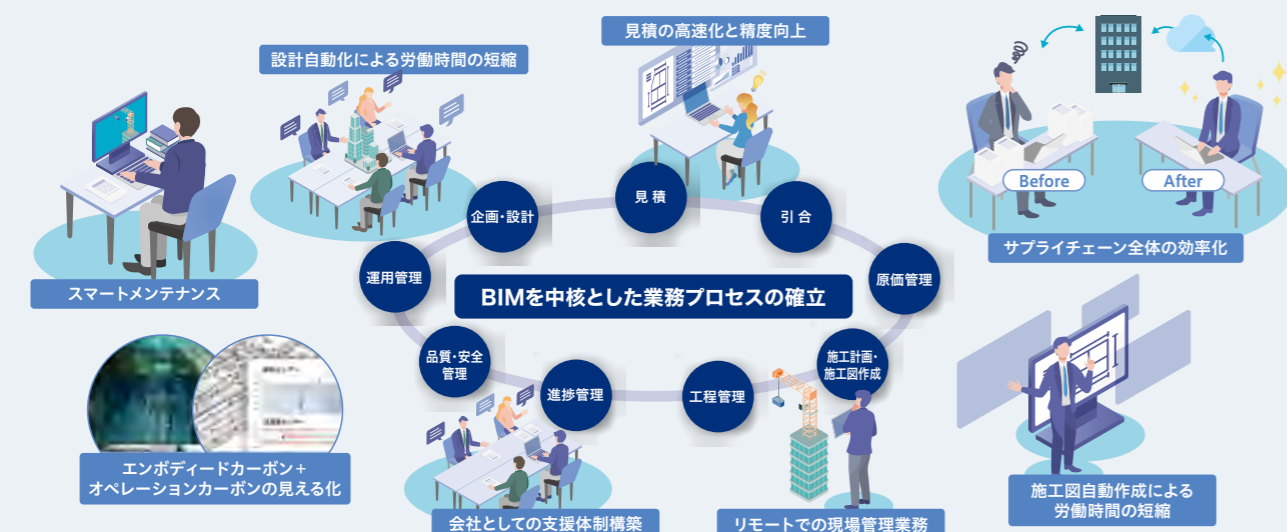 見積の高速化と精度向上
設計自動化による労働時間の短縮
Before
After
サプライチェーン全体の効率化
スマートメンテナンス
企画・設計
見積
引合
運用管理
原価管理
BIMを中核とした業務プロセスの確立
品質・安全
管理
進捗管理
工程管理
施工計画・
施工図作成
エンボディードカーボン+
オペレーションカーボンの見える化
会社としての支援体制構築
リモートでの現場管理業務
施工図自動作成による
労働時間の短縮